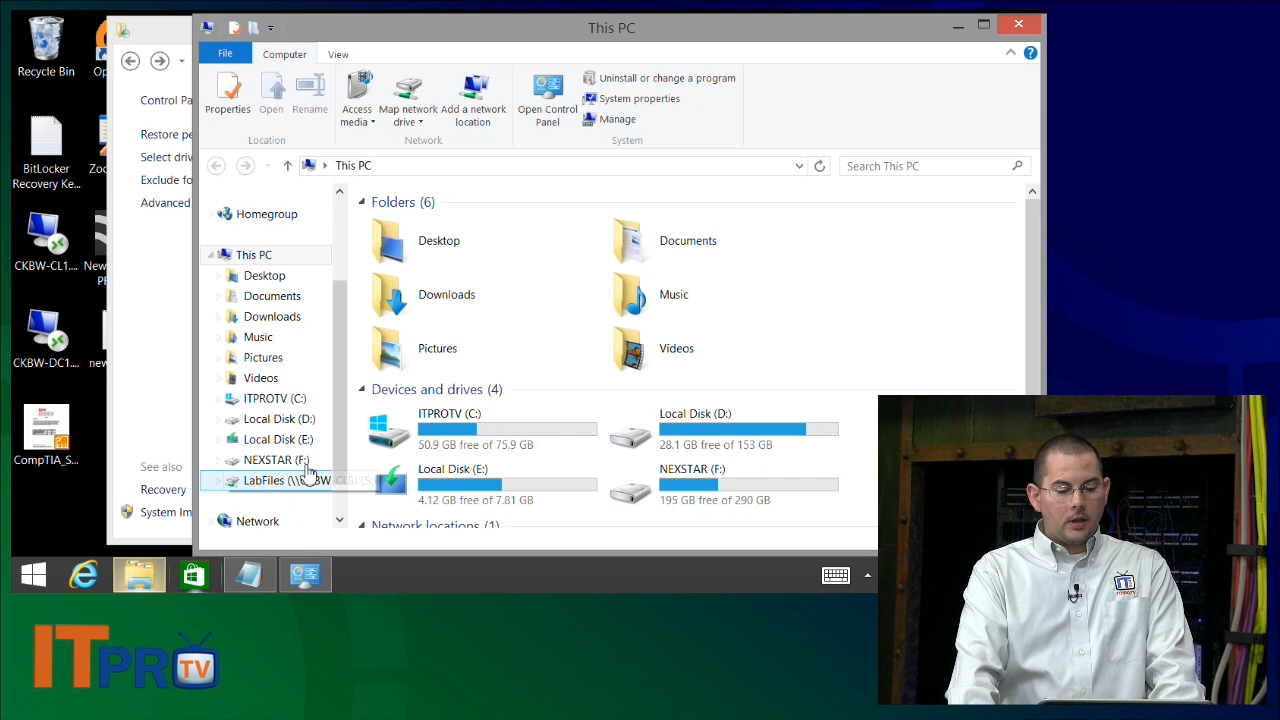 This PC
File
Computer
View
Properties
Open
Rename
Location
Access media
Map network drive
Add a network location
Network
Open Control Panel
Uninstall or change a program
System properties
Manage
System
This PC
Search This PC
Homegroup
This PC
Desktop
Documents
Downloads
Music
Pictures
Videos
ITPROTV (C:)
Local Disk (D:)
Local Disk (E:)
NEXSTAR (F:)
LabFiles
Network
Folders (6)
Desktop
Documents
Downloads
Music
Pictures
Videos
Devices and drives (4)
ITPROTV (C:)
50.9 GB free of 75.9 GB
Local Disk (D:)
28.1 GB free of 153 GB
Local Disk (E:)
4.12 GB free of 7.81 GB
NEXSTAR (F:)
195 GB free of 290 GB
Network locations (1)
Recycle Bin
Op
BitLocker
Recovery Ke...
Zoo
CKBW-CL1....
New
PF
CKBW-DC1....
new
CompTIA_S...
Control Pa
Restore pe
Select driv
Exclude fo
Advanced
See also
Recovery
System Im
ITPRO TV
ITPROTV